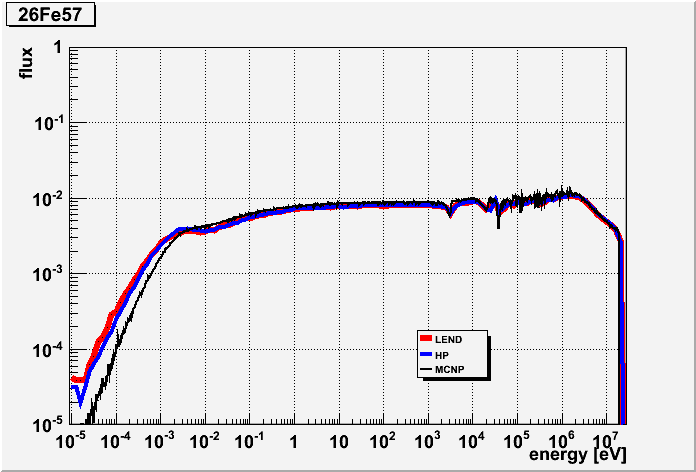 26Fe57
flux
1
10⁻¹
10⁻²
10⁻³
10⁻⁴
10⁻⁵
LEND
HP
MCNP
10⁻⁵ 10⁻⁴ 10⁻³ 10⁻² 10⁻¹ 1 10 10² 10³ 10⁴ 10⁵ 10⁶ 10⁷
energy [eV]